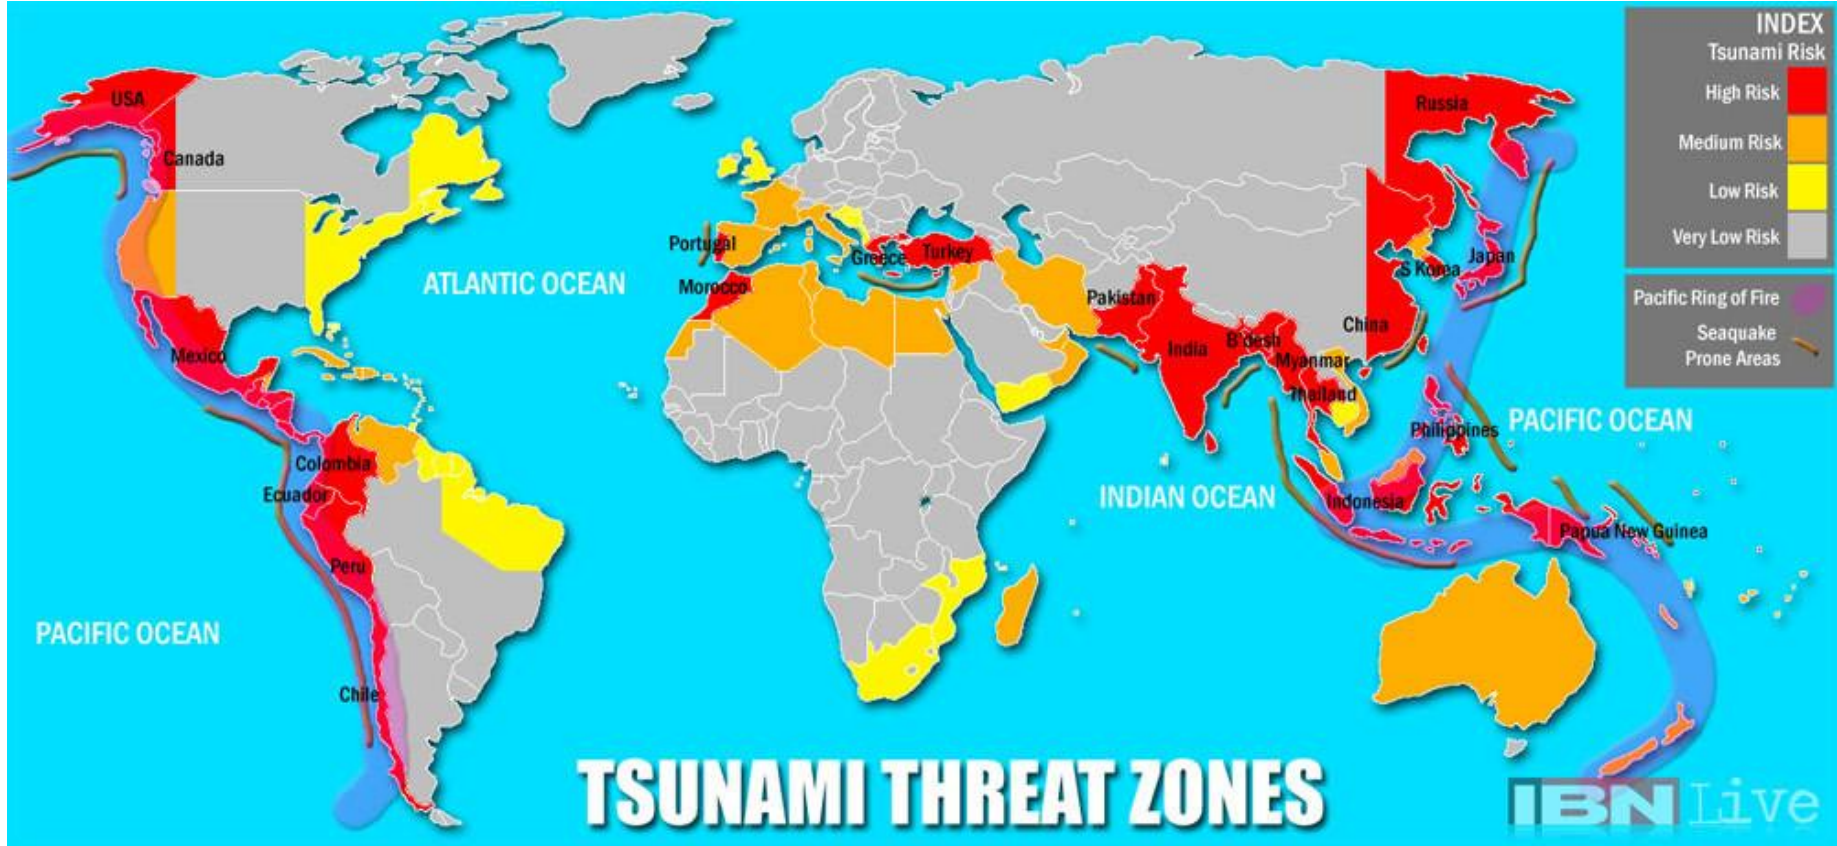 INDEX
Tsunami Risk
High Risk
Medium Risk
Low Risk
Very Low Risk
Pacific Ring of Fire
Seaquake
Prone Areas
USA
Canada
Russia
Portugal
Greece
Turkey
Japan
S Korea
ATLANTIC OCEAN
Morocco
Pakistan
China
Mexico
India
B'desh
Myanmar
Thailand
PACIFIC OCEAN
Philippines
Colombia
Ecuador
INDIAN OCEAN
Indonesia
Papua New Guinea
Peru
PACIFIC OCEAN
Chile
TSUNAMI THREAT ZONES
IBN Live